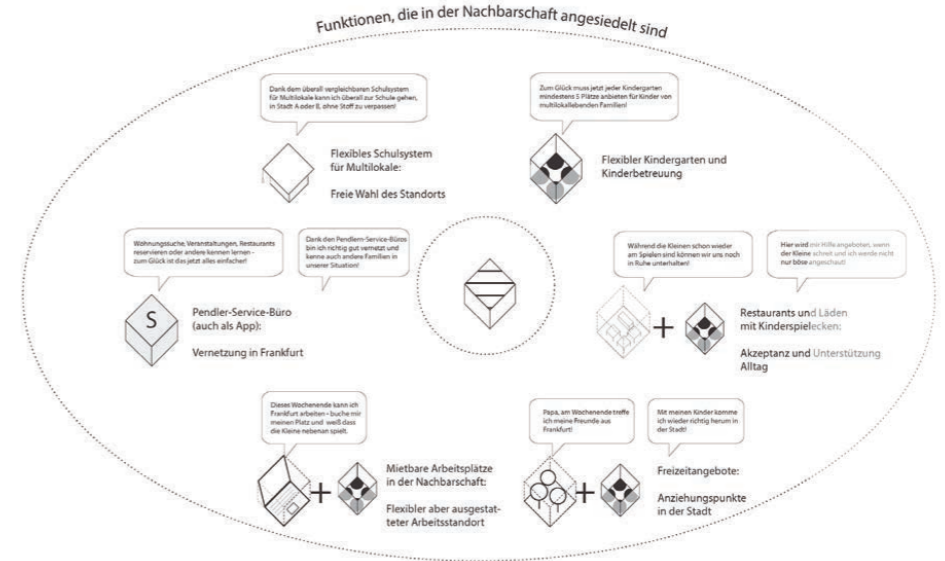 Funktionen, die in der Nachbarschaft angesiedelt sind
Dank dem überall vergleichbaren Schulsystem
für Multilokale kann ich überall zur Schule gehen,
in Stadt A oder B, ohne Stoff zu verpassen!
Flexibles Schulsystem
für Multilokale:
Freie Wahl des Standorts
Zum Glück muss jetzt jeder Kindergarten
mindestens 5 Plätze anbieten für Kinder von
multilokallebenden Familien!
Flexibler Kindergarten und
Kinderbetreuung
Wohnungssuche, Veranstaltungen, Restaurants
reservieren oder andere kennen lernen -
zum Glück ist das jetzt alles einfacher!
Dank den Pendlern-Service-Büros
bin ich richtig gut vernetzt und
kenne auch andere Familien in
unserer Situation!
S
Pendler-Service-Büro
(auch als App):
Vernetzung in Frankfurt
Während die Kleinen schon wieder
am Spielen sind können wir uns noch
in Ruhe unterhalten!
Hier wird mir Hilfe angeboten, wenn
der Kleine schreit und ich werde nicht
nur böse angeschaut!
+
Restaurants und Läden
mit Kinderspielecken:
Akzeptanz und Unterstützung
Alltag
Dieses Wochenende kann ich
Frankfurt arbeiten - buche mir
meinen Platz und weiß dass
die Kleine nebenan spielt.
+
Mietbare Arbeitsplätze
in der Nachbarschaft:
Flexibler aber ausgestat-
teter Arbeitsstandort
Papa, am Wochenende treffe
ich meine Freunde aus
Frankfurt!
Mit meinen Kinder komme
ich wieder richtig herum in
der Stadt!
+
Freizeitangebote:
Anziehungspunkte
in der Stadt